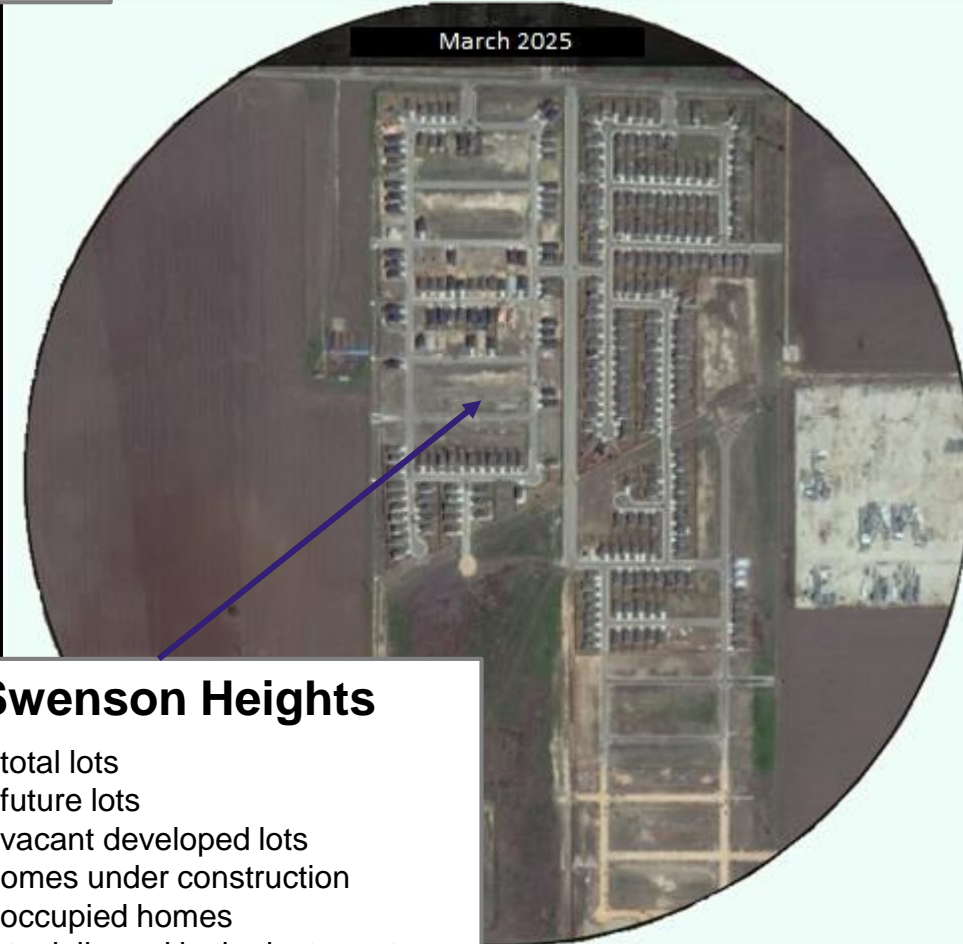 March 2025
Swenson Heights
total lots
future lots
vacant developed lots
omes under construction
occupied homes